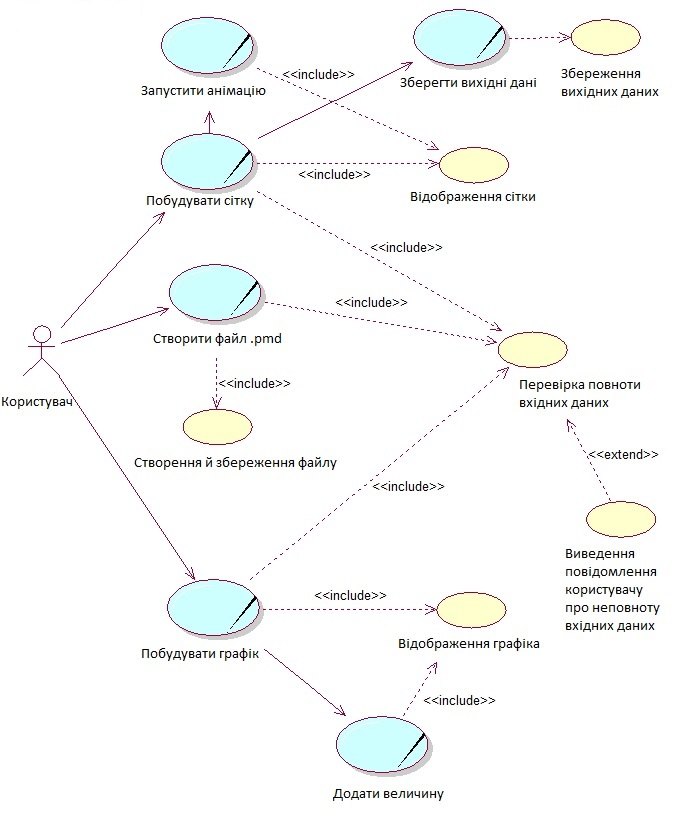 <<include>>
Запустити анімацію
Зберегти вихідні дані
Збереження
вихідних даних
<<include>>
Побудувати сітку
Відображення сітки
<<include>>
<<include>>
Створити файл .pmd
<<include>>
Перевірка повноти
вхідних даних
Користувач
Створення й збереження файлу
<<extend>>
<<include>>
Виведення
повідомлення
користувачу
про неповноту
вхідних даних
<<include>>
Побудувати графік
Відображення графіка
<<include>>
Додати величину